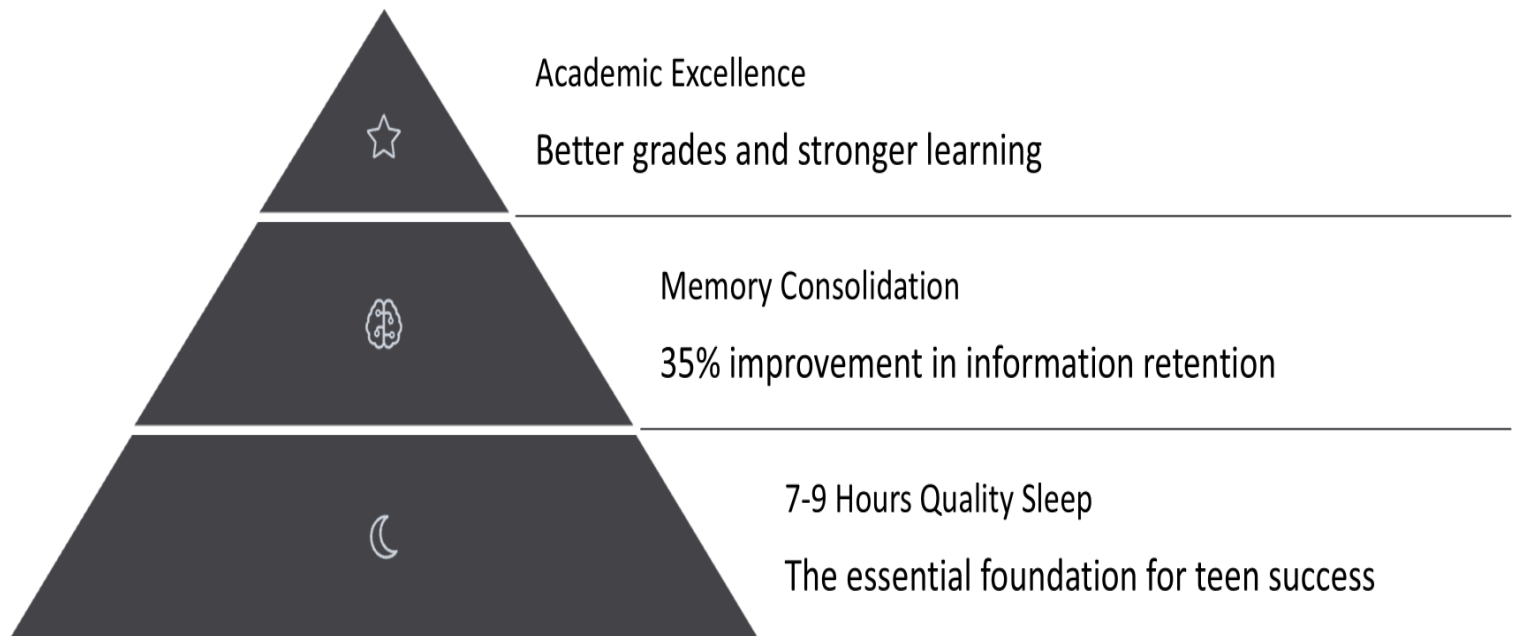 Academic Excellence
Better grades and stronger learning
Memory Consolidation
35% improvement in information retention
7-9 Hours Quality Sleep
The essential foundation for teen success